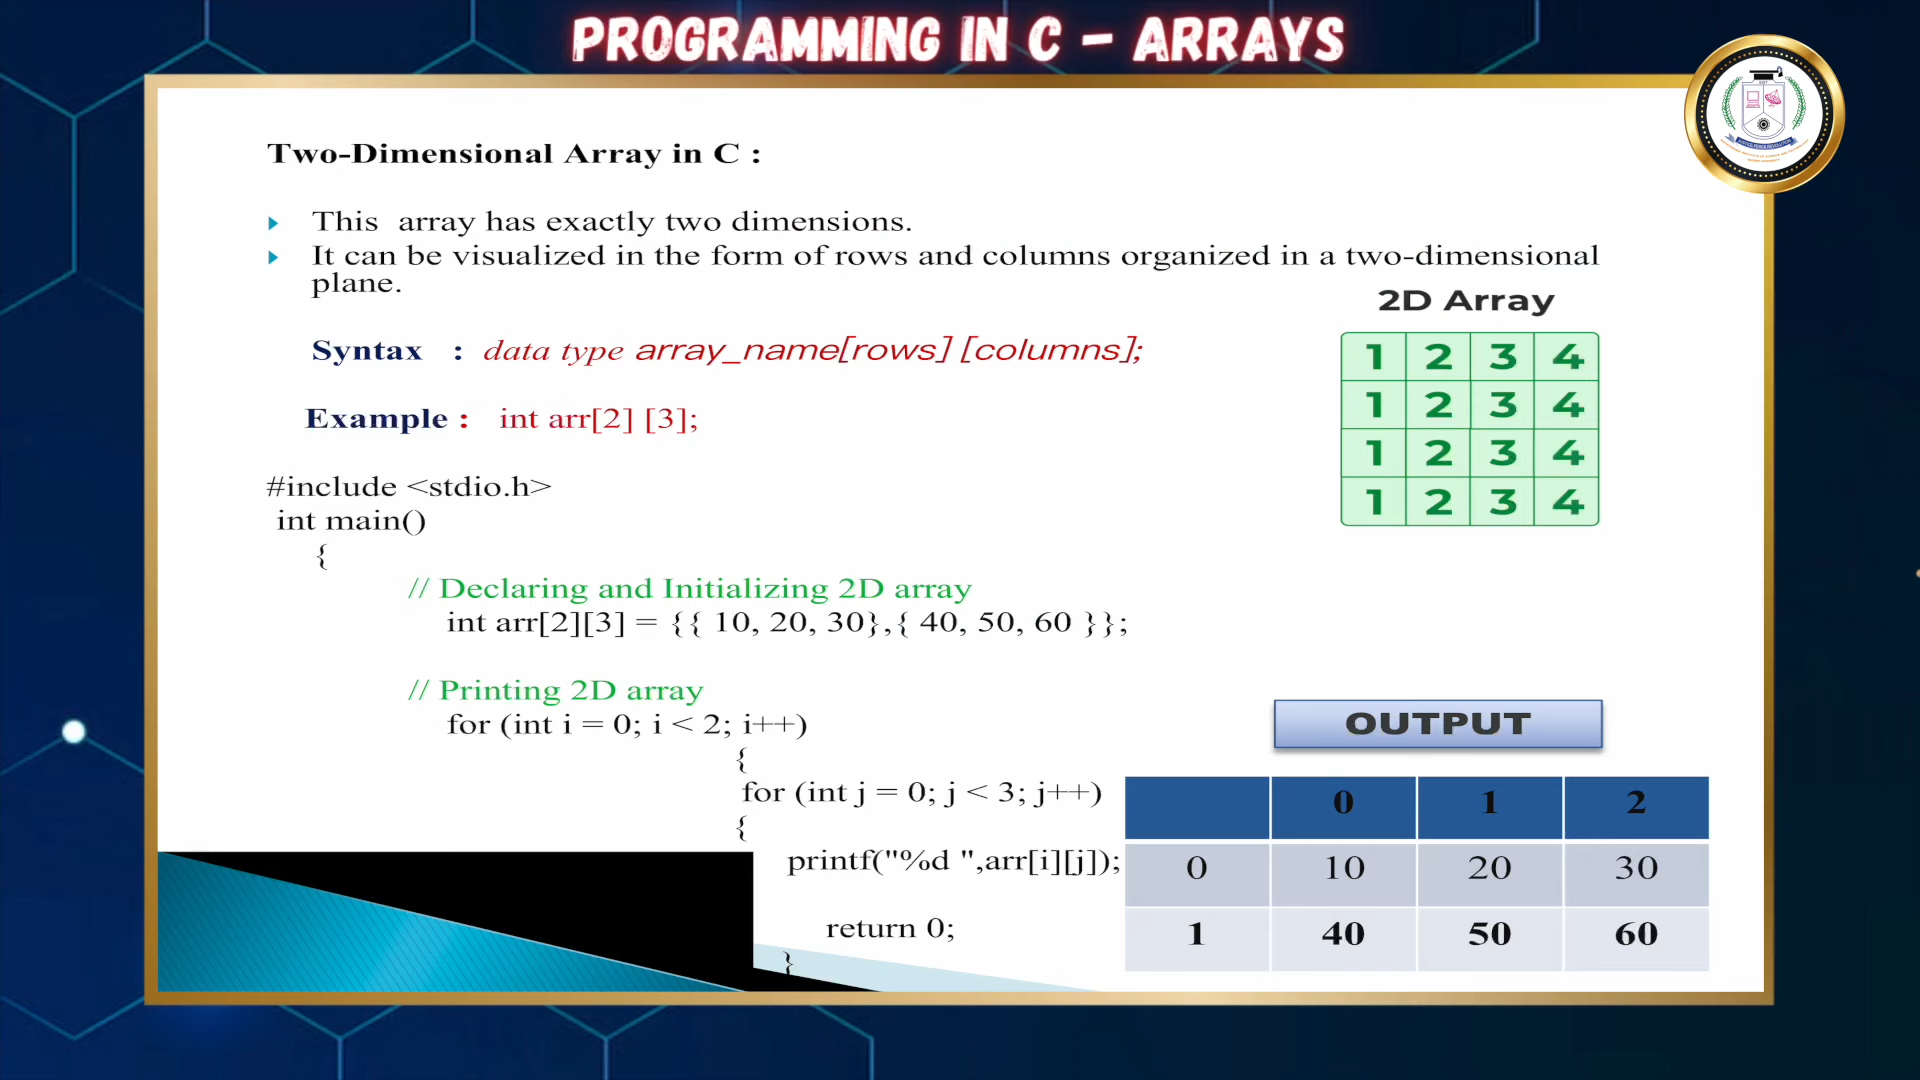 PROGRAMMING IN C – ARRAYS
Two-Dimensional Array in C :
This array has exactly two dimensions.
It can be visualized in the form of rows and columns organized in a two-dimensional
plane.
2D Array
1 2 3 4
1 2 3 4
1 2 3 4
1 2 3 4
Syntax : data type array_name[rows] [columns];
Example : int arr[2] [3];
#include <stdio.h>
int main()
{
// Declaring and Initializing 2D array
int arr[2][3] = {{ 10, 20, 30},{ 40, 50, 60 }};
// Printing 2D array
for (int i = 0; i < 2; i++)
{
for (int j = 0; j < 3; j++)
{
printf("%d ",arr[i][j]);
return 0;
}
OUTPUT
0 1 2
0 10 20 30
1 40 50 60